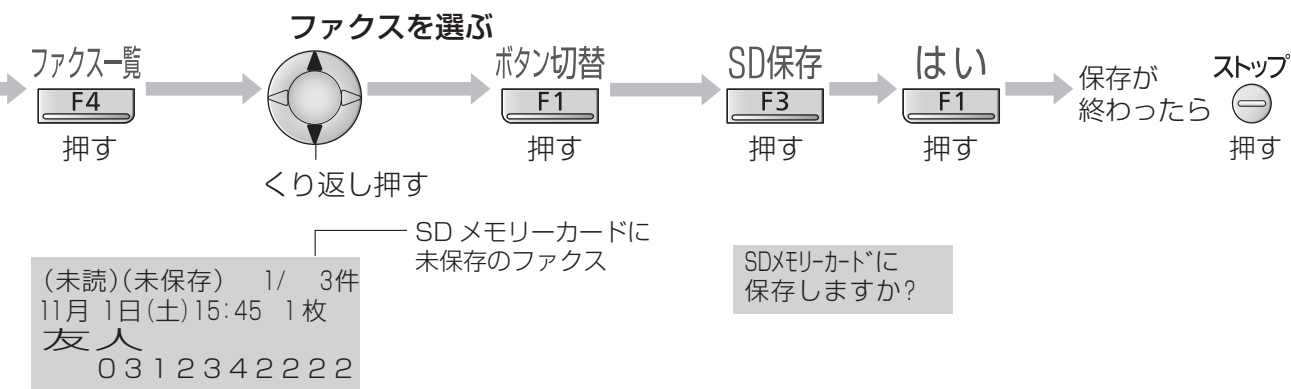 ファクスを選ぶ
ファクス一覧
F4
押す
くり返し押す
ボタン切替
F1
押す
SD保存
F3
押す
はい
F1
押す
保存が
終わったら
ストップ
押す
SDメモリーカードに
未保存のファクス
(未読)(未保存) 1/ 3件
11月 1日(土)15:45 1枚
友人
0312342222
SDメモリーカードに
保存しますか?